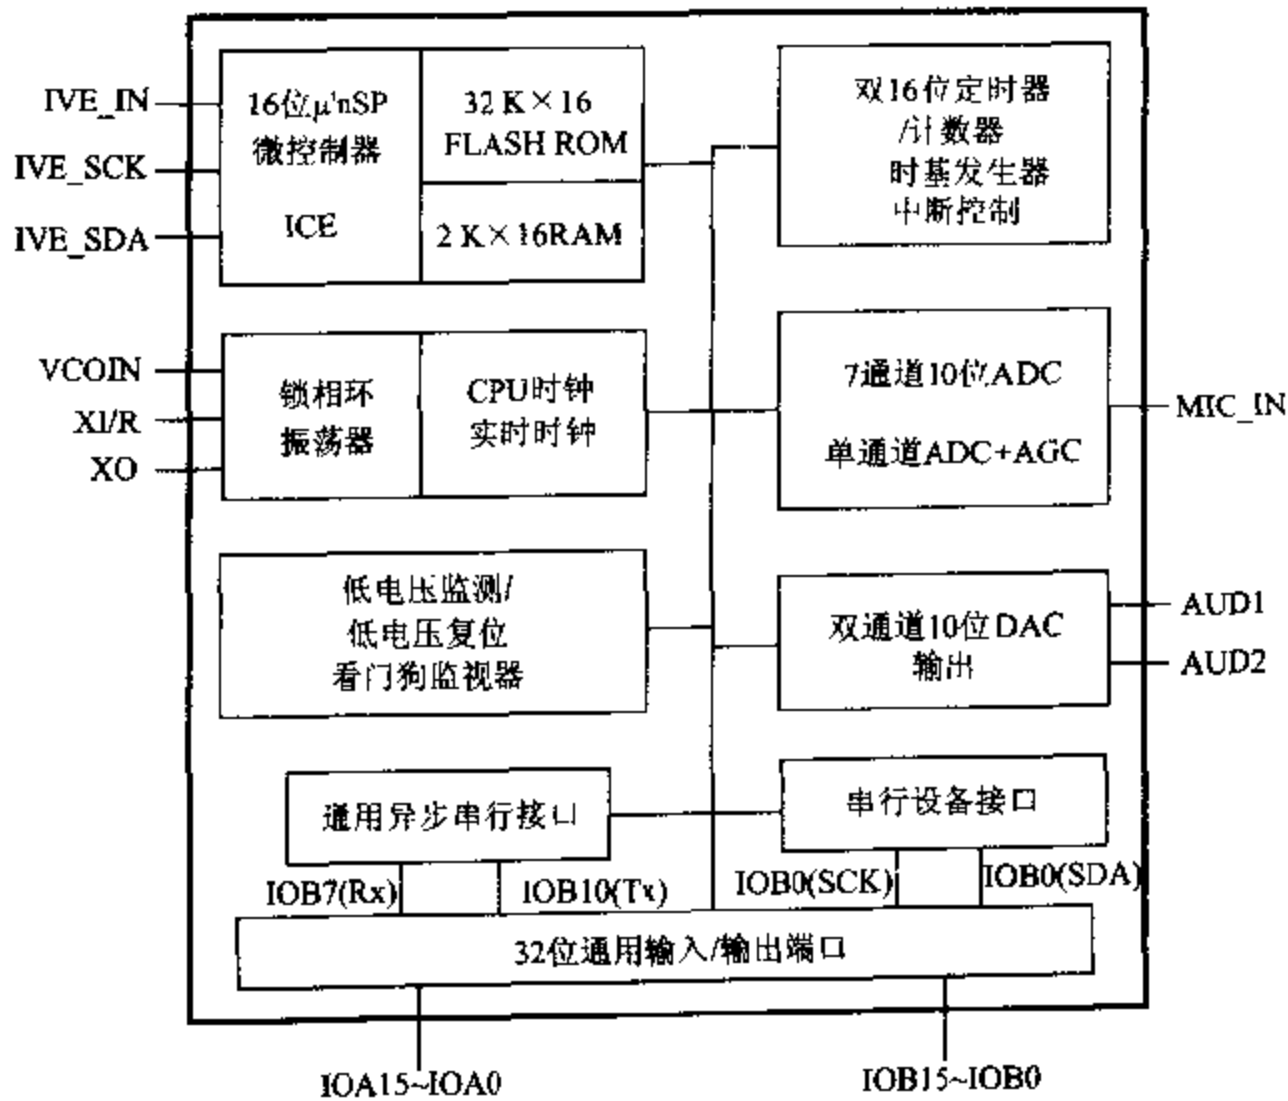 IVE_IN
IVE_SCK
IVE_SDA
16位μ'nSP
微控制器
ICE
32 K×16
FLASH ROM
2 K×16RAM
双16位定时器
/计数器
时基发生器
中断控制
VCOIN
XI/R
XO
锁相环
振荡器
CPU时钟
实时时钟
7通道10位ADC
单通道ADC+AGC
MIC_IN
低电压监测/
低电压复位
看门狗监视器
双通道10位DAC
输出
AUD1
AUD2
通用异步串行接口
串行设备接口
IOB7(Rx)
IOB10(Tx)
IOB0(SCK)
IOB0(SDA)
32位通用输入/输出端口
IOA15~IOA0
IOB15~IOB0